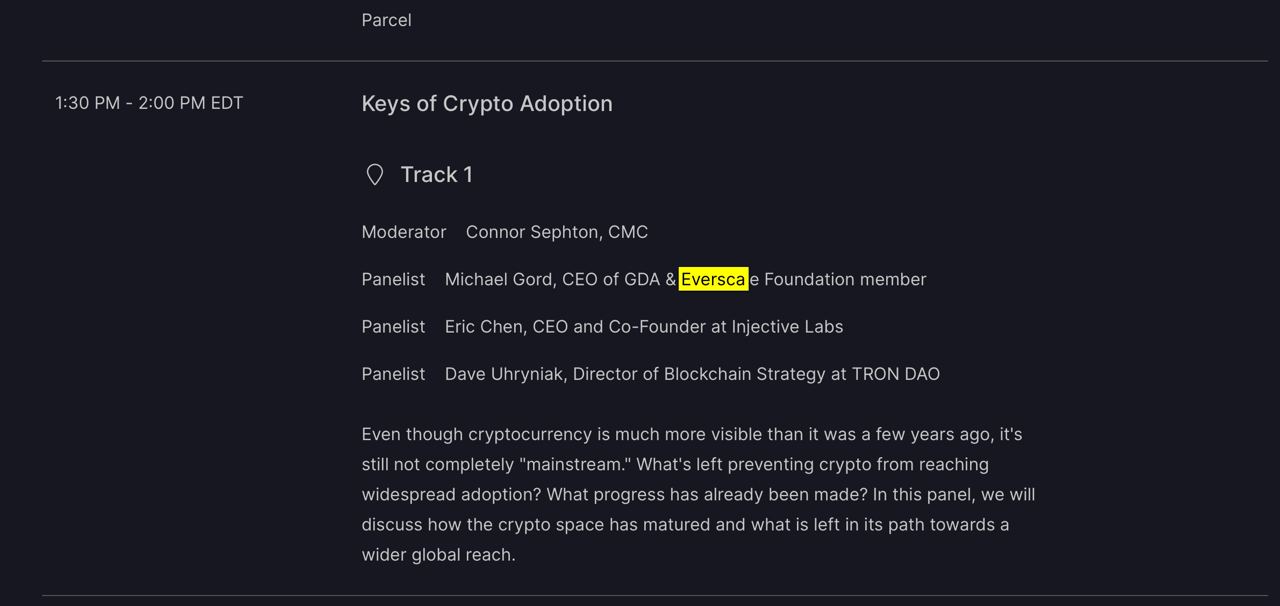 Parcel
1:30 PM - 2:00 PM EDT
Keys of Crypto Adoption
Track 1
Moderator Connor Sephton, CMC
Panelist Michael Gord, CEO of GDA & Everscae Foundation member
Panelist Eric Chen, CEO and Co-Founder at Injective Labs
Panelist Dave Uhryniak, Director of Blockchain Strategy at TRON DAO
Even though cryptocurrency is much more visible than it was a few years ago, it's
still not completely "mainstream." What's left preventing crypto from reaching
widespread adoption? What progress has already been made? In this panel, we will
discuss how the crypto space has matured and what is left in its path towards a
wider global reach.